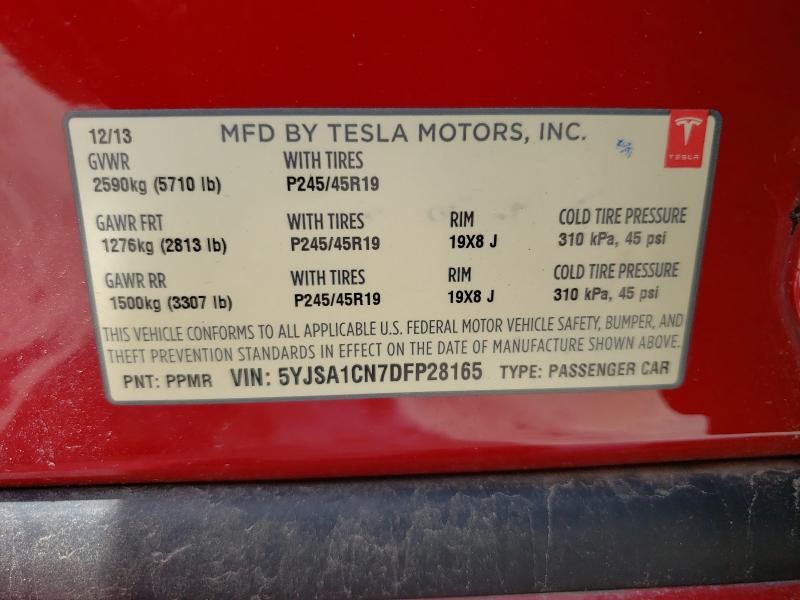 12/13 MFD BY TESLA MOTORS, INC.
TESLA
GVWR WITH TIRES
2590kg (5710 lb) P245/45R19
GAWR FRT WITH TIRES RIM COLD TIRE PRESSURE
1276kg (2813 lb) P245/45R19 19X8 J 310 kPa, 45 psi
GAWR RR WITH TIRES RIM COLD TIRE PRESSURE
1500kg (3307 lb) P245/45R19 19X8 J 310 kPa, 45 psi
THIS VEHICLE CONFORMS TO ALL APPLICABLE U.S. FEDERAL MOTOR VEHICLE SAFETY, BUMPER, AND
THEFT PREVENTION STANDARDS IN EFFECT ON THE DATE OF MANUFACTURE SHOWN ABOVE.
PNT: PPMR VIN: 5YJSA1CN7DFP28165 TYPE: PASSENGER CAR